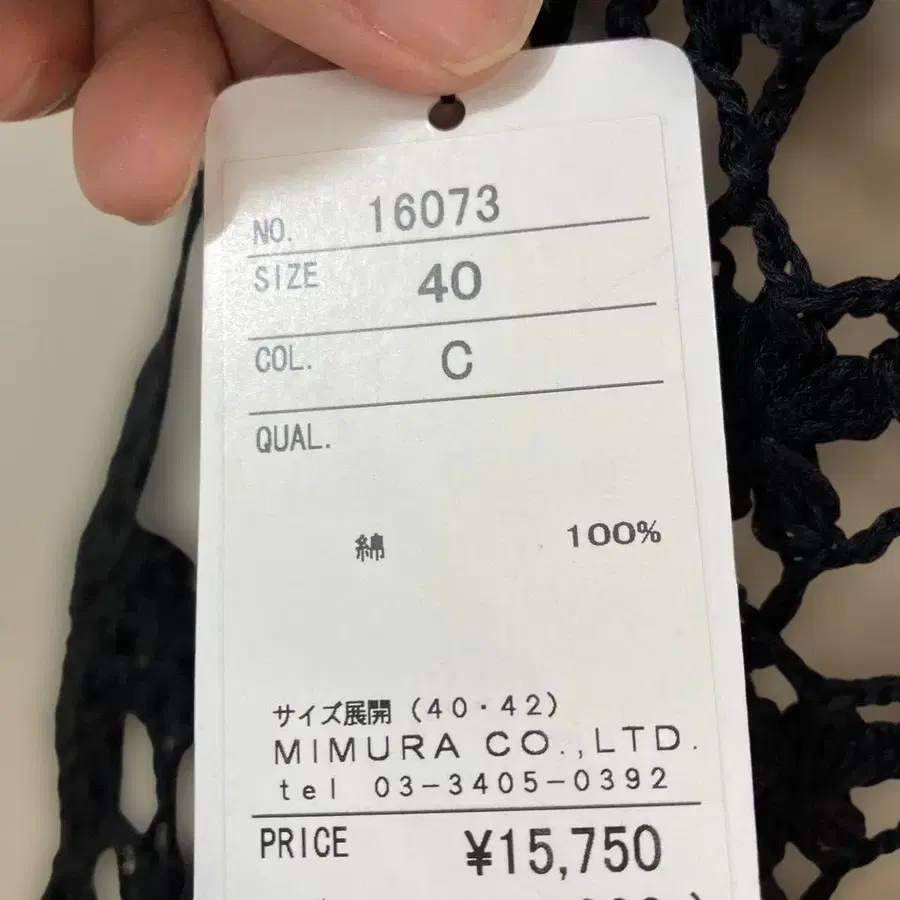 NO. 16073
SIZE 40
COL. C
QUAL.
綿 100%
サイズ展開（40・42）
MIMURA CO.,LTD.
tel 03-3405-0392
PRICE ¥15,750